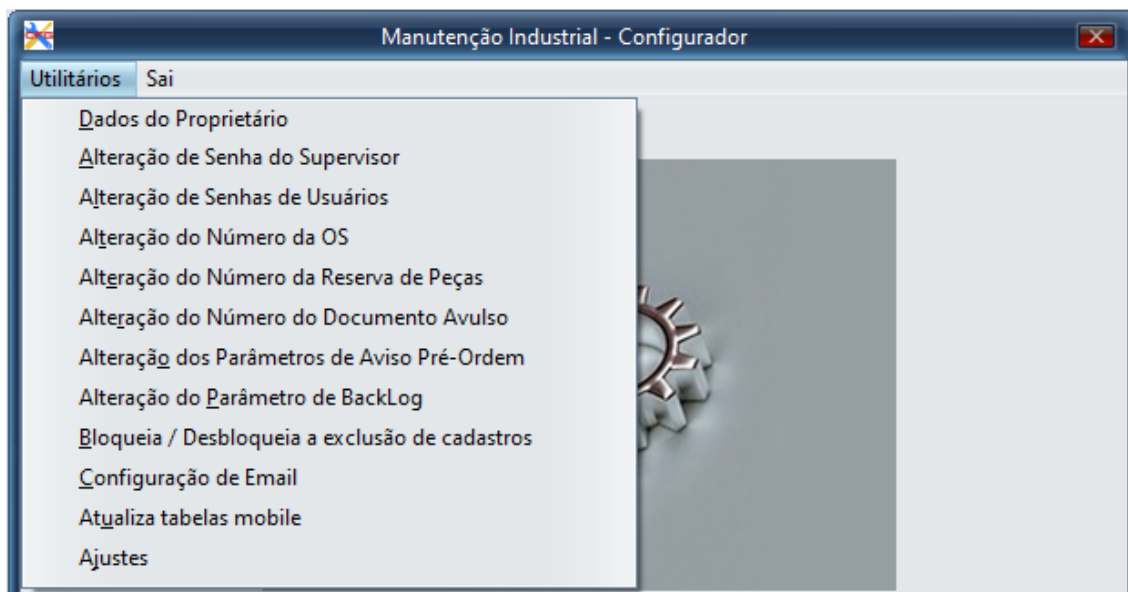 Manutenção Industrial - Configurador
Utilitários Sai
Dados do Proprietário
Alteração de Senha do Supervisor
Alteração de Senhas de Usuários
Alteração do Número da OS
Alteração do Número da Reserva de Peças
Alteração do Número do Documento Avulso
Alteração dos Parâmetros de Aviso Pré-Ordem
Alteração do Parâmetro de BackLog
Bloqueia / Desbloqueia a exclusão de cadastros
Configuração de Email
Atualiza tabelas mobile
Ajustes